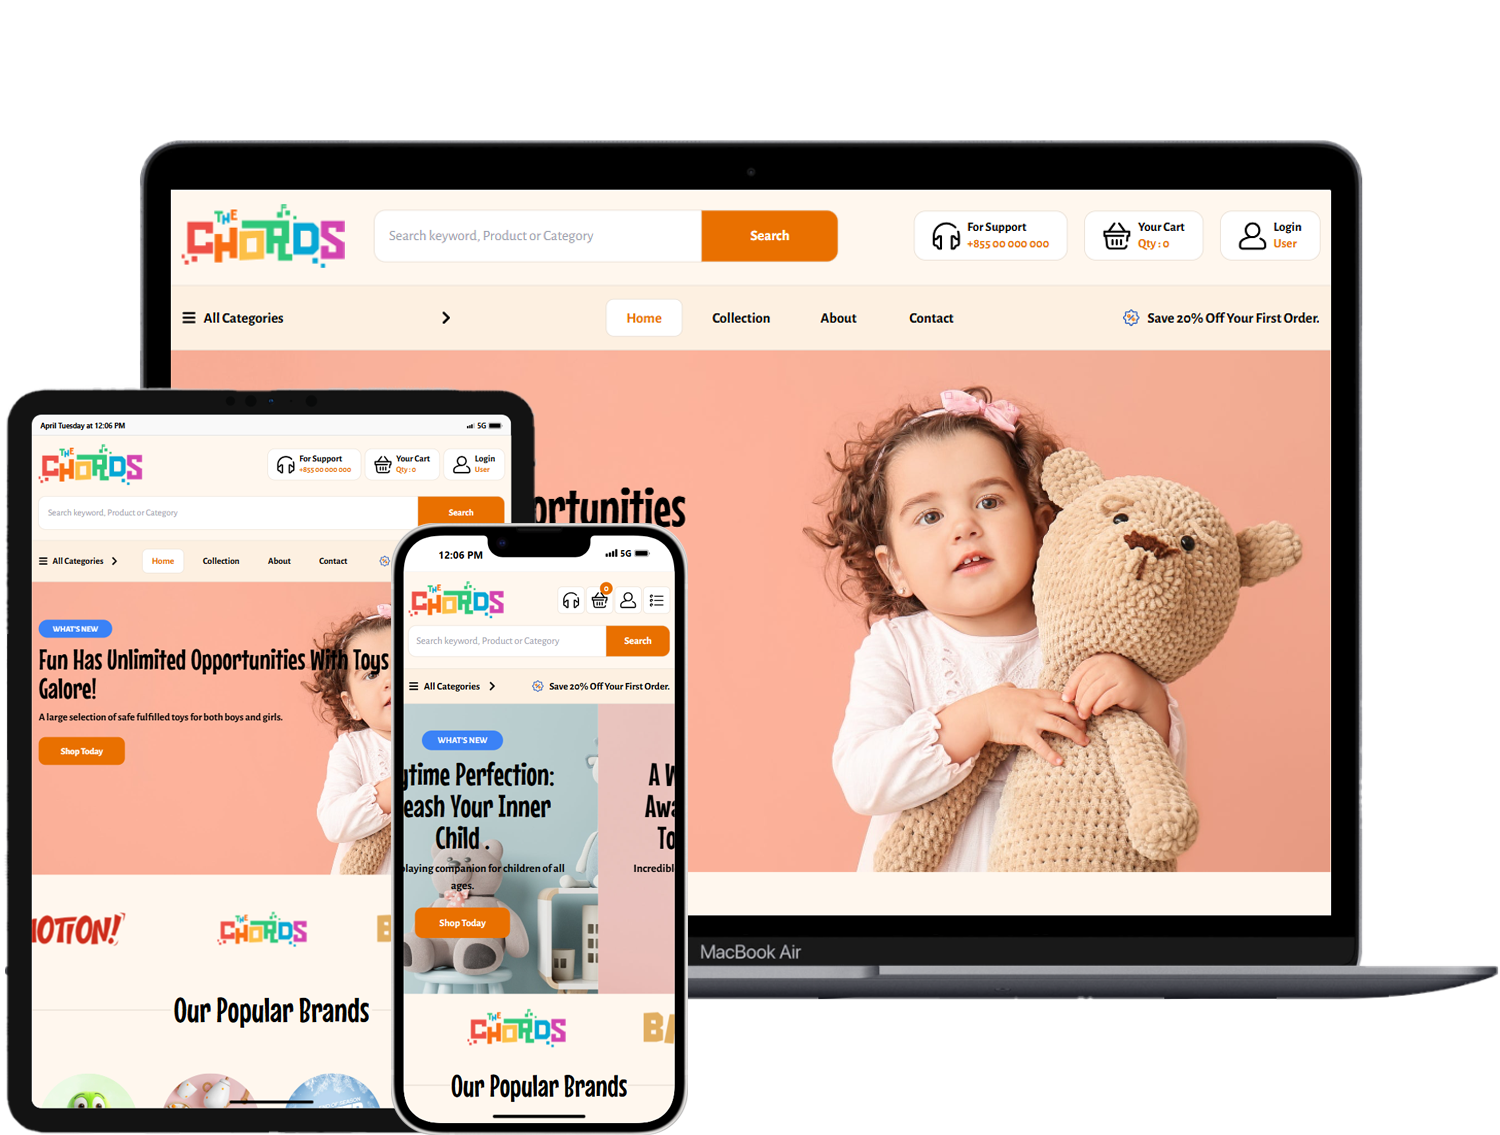 THE
CHORDS
Search keyword, Product or Category
Search
For Support
+855 00 000 000
Your Cart
Qty : 0
Login
User
All Categories
Home
Collection
About
Contact
Save 20% Off Your First Order.
portunities
MacBook Air
April Tuesday at 12:06 PM
5G
THE
CHORDS
For Support
+855 00 000 000
Your Cart
Qty : 0
Login
User
Search keyword, Product or Category
Search
All Categories
Home
Collection
About
Contact
WHAT'S NEW
Fun Has Unlimited Opportunities With Toys
Galore!
A large selection of safe fulfilled toys for both boys and girls.
Shop Today
MOTION!
THE
CHORDS
Our Popular Brands
12:06 PM
5G
THE
CHORDS
0
Search keyword, Product or Category
Search
All Categories
Save 20% Off Your First Order.
WHAT'S NEW
ytime Perfection:
eash Your Inner
Child .
playing companion for children of all
ages.
Shop Today
A W
Awa
To
Incredibl
THE
CHORDS
BA
Our Popular Brands